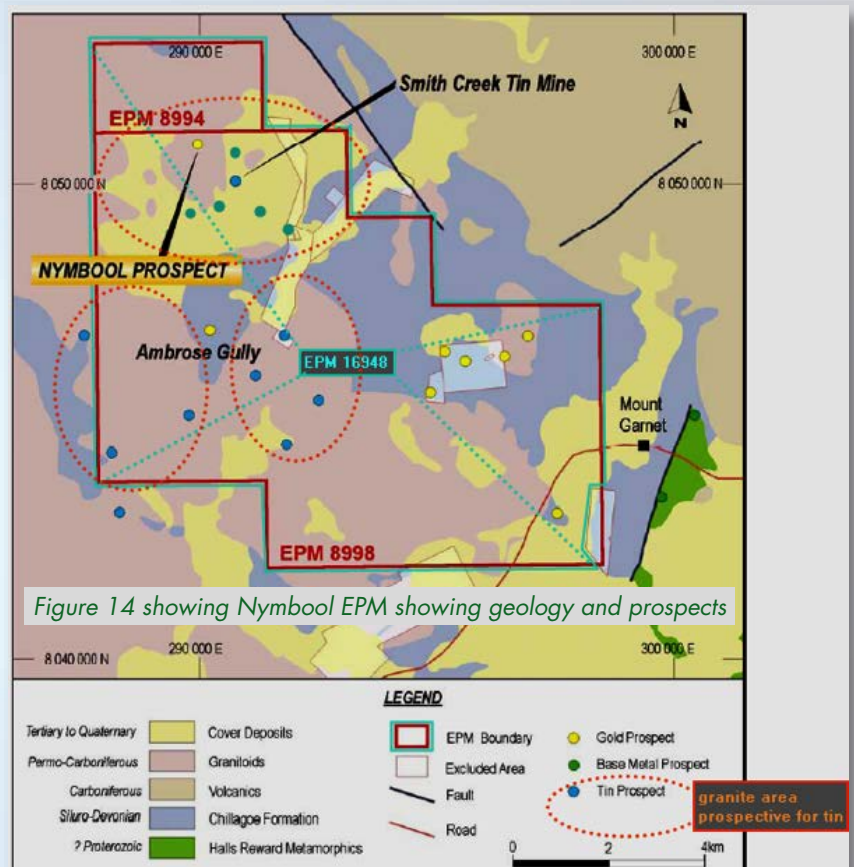 290 000 E
300 000 E
Smith Creek Tin Mine
N
EPM 8994
8 050 000 N
8 050 000 N
NYMBOOL PROSPECT
Ambrose Gully
EPM 16948
Mount
Garnet
EPM 8998
Figure 14 showing Nymbool EPM showing geology and prospects
290 000 E
300 000 E
8 040 000 N
LEGEND
Tertiary to Quaternary
Cover Deposits
Permo-Carboniferous
Granitoids
Carboniferous
Volcanics
Siluro-Devonian
Chillagoe Formation
? Proterozoic
Halls Reward Metamorphics
EPM Boundary
Excluded Area
Fault
Road
Gold Prospect
Base Metal Prospect
Tin Prospect
granite area
prospective for tin
0 2 4km